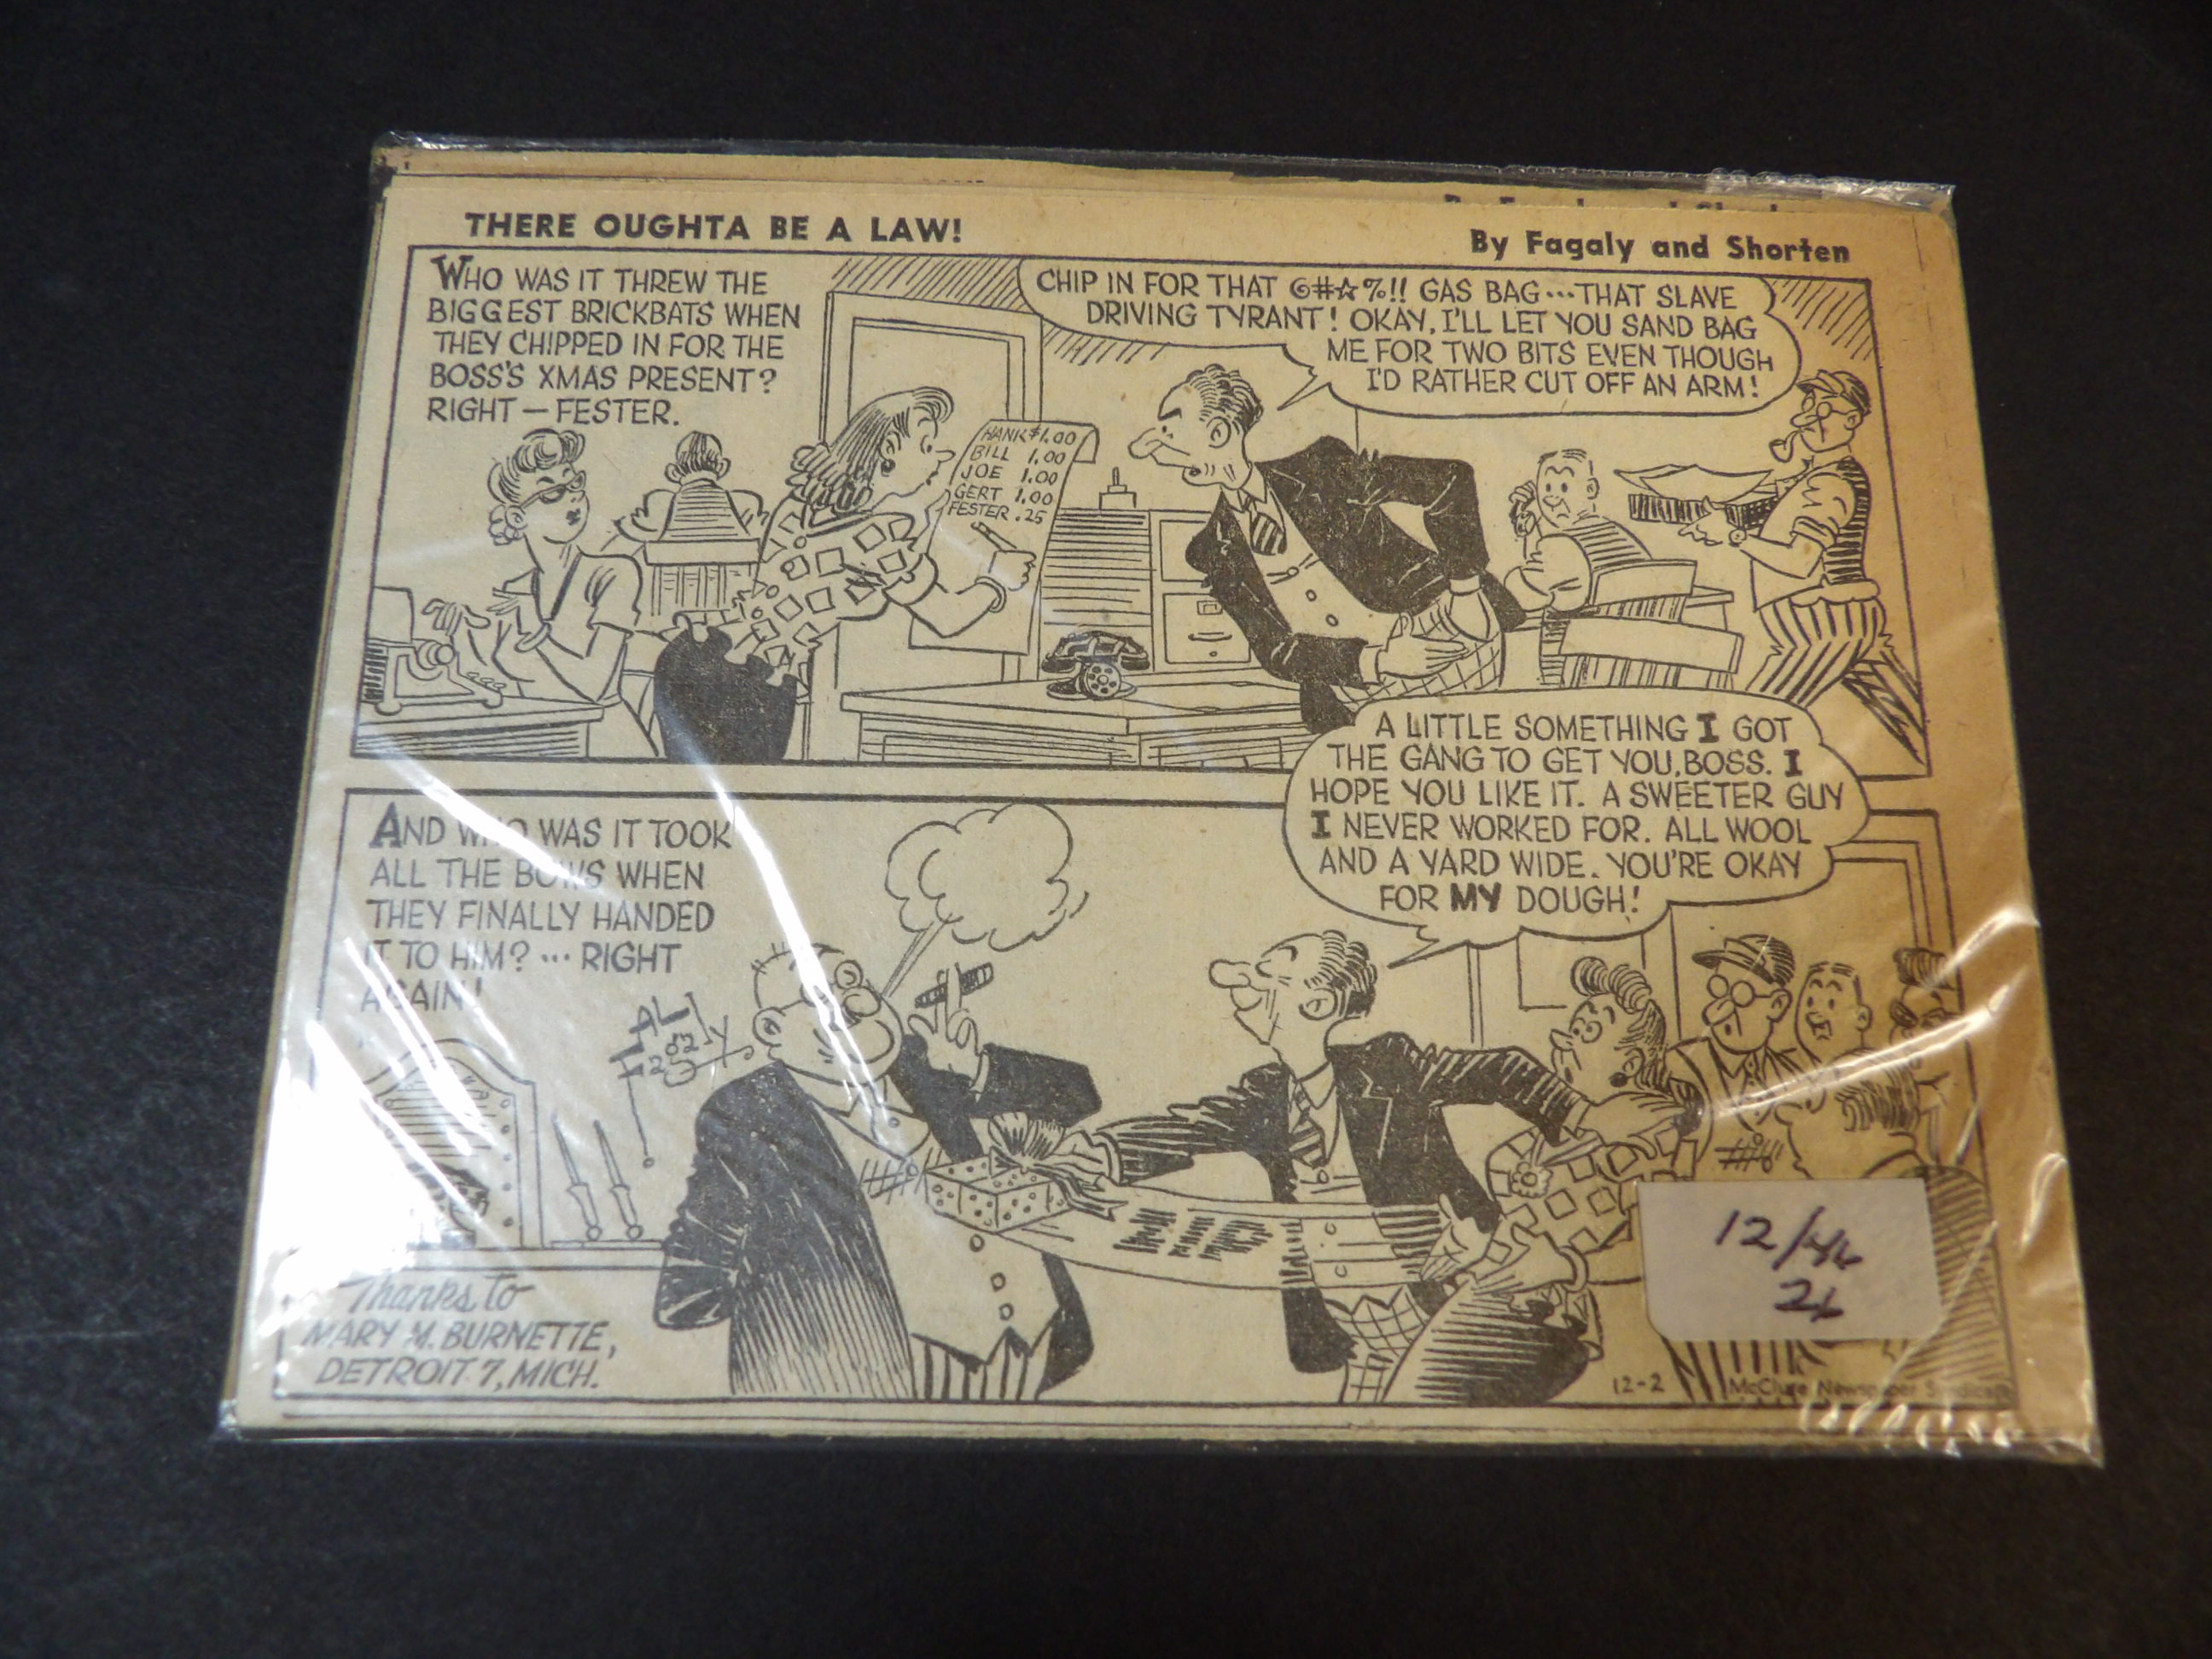 THERE OUGHTA BE A LAW!
By Fagaly and Shorten
WHO WAS IT THREW THE
BIGGEST BRICKBATS WHEN
THEY CHIPPED IN FOR THE
BOSS'S XMAS PRESENT?
RIGHT — FESTER.
CHIP IN FOR THAT @#☆%!! GAS BAG...THAT SLAVE
DRIVING TYRANT! OKAY, I'LL LET YOU SAND BAG
ME FOR TWO BITS EVEN THOUGH
I'D RATHER CUT OFF AN ARM!
HANK $1.00
BILL 1.00
JOE 1.00
GERT 1.00
FESTER .25
A LITTLE SOMETHING I GOT
THE GANG TO GET YOU, BOSS. I
HOPE YOU LIKE IT. A SWEETER GUY
I NEVER WORKED FOR. ALL WOOL
AND A YARD WIDE. YOU'RE OKAY
FOR MY DOUGH!
AND WHO WAS IT TOOK
ALL THE BOWS WHEN
THEY FINALLY HANDED
IT TO HIM? ... RIGHT
AGAIN!
AL
FAGALY
Thanks to
MARY M. BURNETTE,
DETROIT 7, MICH.
ZIP
12/46
12-2
McClure Newspaper Syndicate